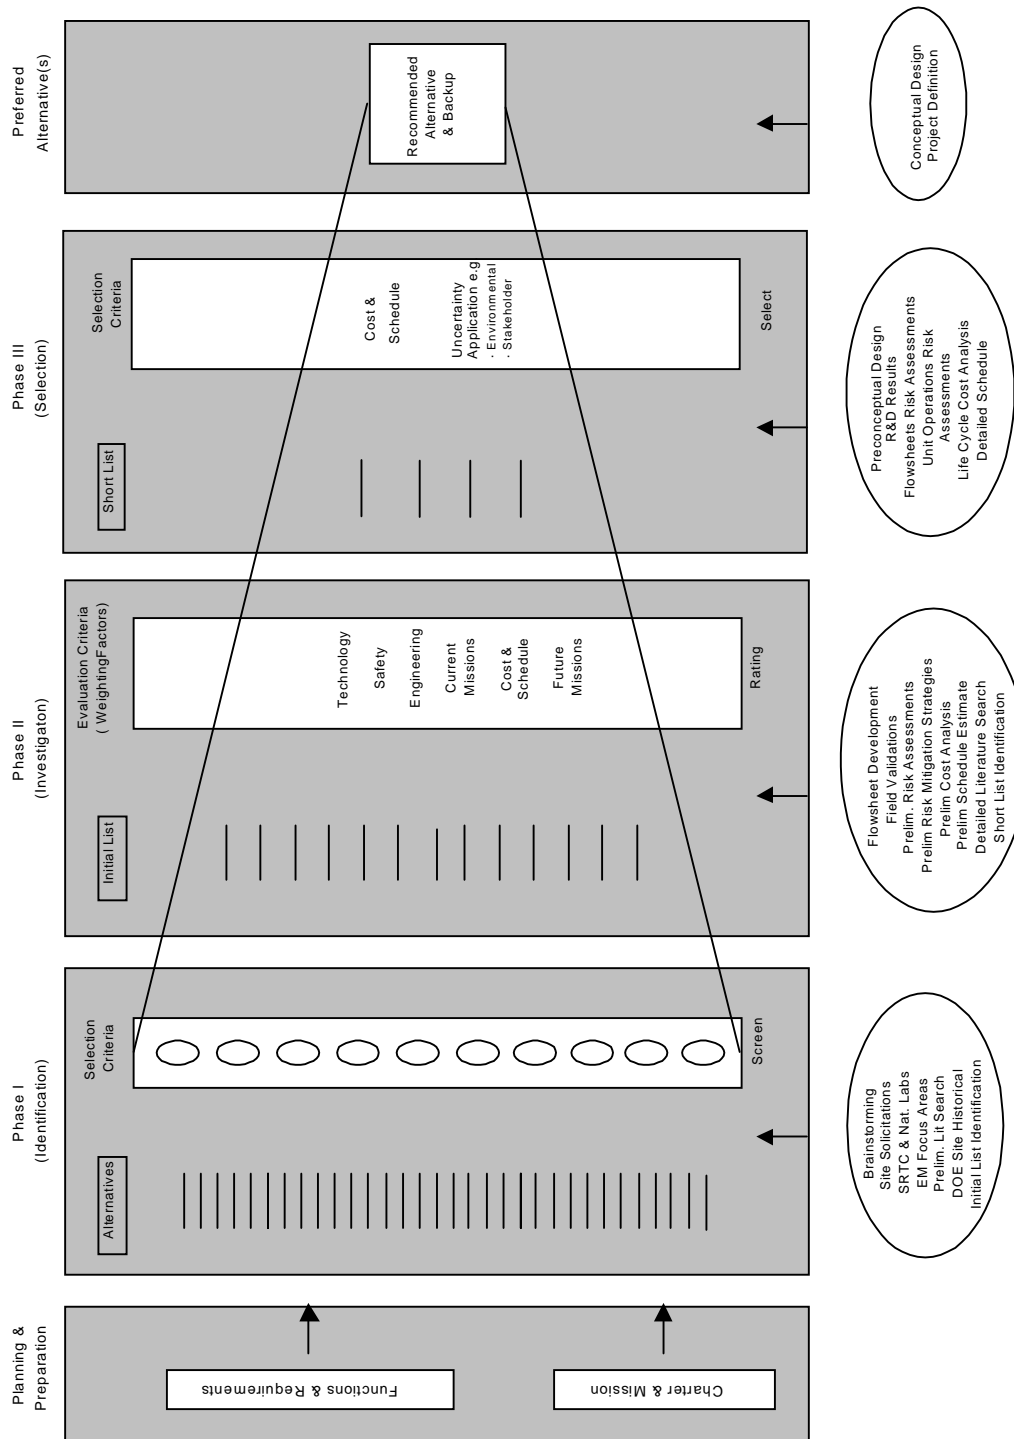 Planning &
Preparation
Functions & Requirements
Charter & Mission
Phase I
(Identification)
Alternatives
Selection
Criteria
Screen
Brainstorming
Site Solicitations
SRTC & Nat. Labs
EM Focus Areas
Prelim. Lit Search
DOE Site Historical
Initial List Identification
Phase II
(Investigaton)
Initial List
Evaluation Criteria
( WeightingFactors)
Technology
Safety
Engineering
Current
Missions
Cost &
Schedule
Future
Missions
Rating
Flowsheet Development
Field Validations
Prelim. Risk Assessments
Prelim Risk Mitigation Strategies
Prelim Cost Analysis
Prelim Schedule Estimate
Detailed Literature Search
Short List Identification
Phase III
(Selection)
Short List
Selection
Criteria
Cost &
Schedule
Uncertainty
Application e.g
· Environmental
· Stakeholder
Select
Preconceptual Design
R&D Results
Flowsheets Risk Assessments
Unit Operations Risk
Assessments
Life Cycle Cost Analysis
Detailed Schedule
Preferred
Alternative(s)
Recommended
Alternative
& Backup
Conceptual Design
Project Definition